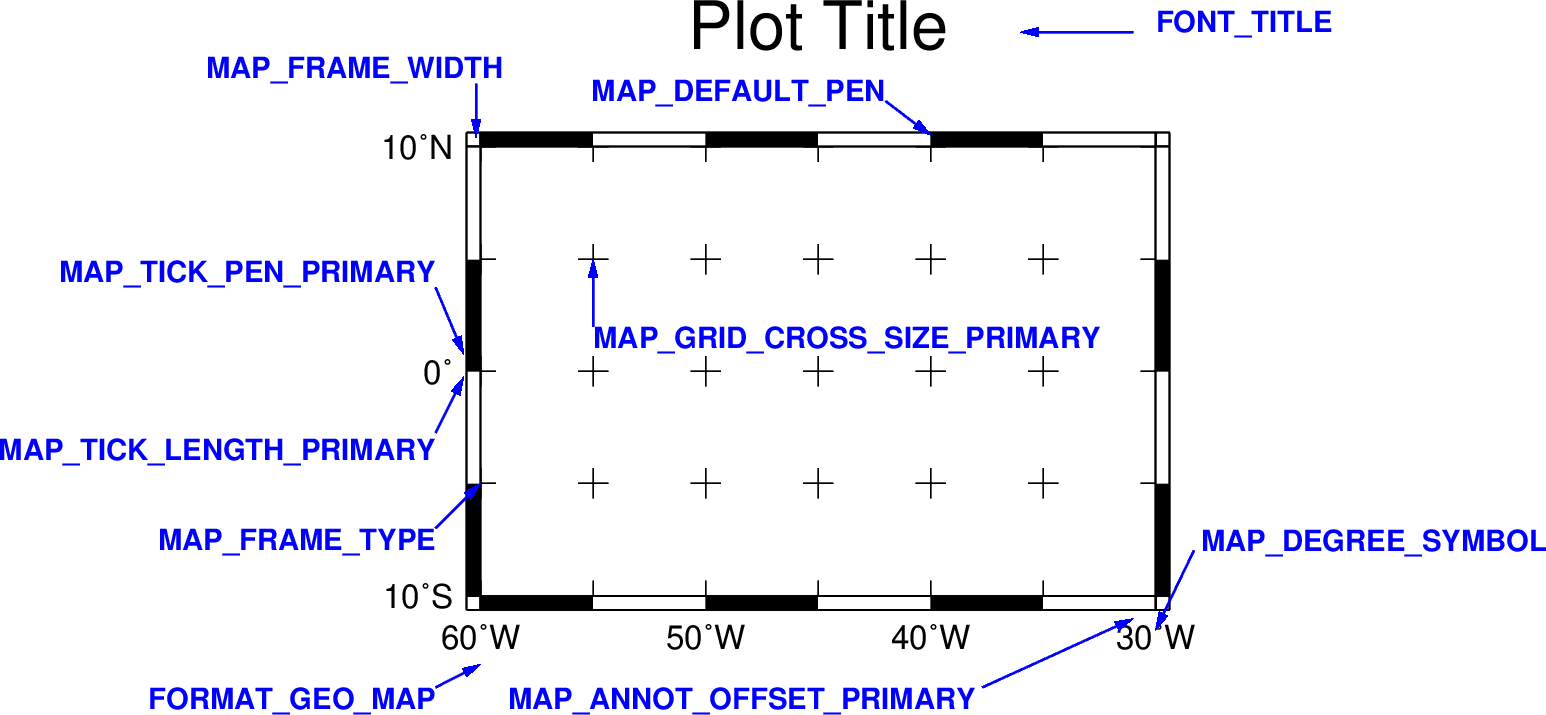 Plot Title
FONT_TITLE
MAP_FRAME_WIDTH
MAP_DEFAULT_PEN
10°N
MAP_TICK_PEN_PRIMARY
MAP_GRID_CROSS_SIZE_PRIMARY
0°
MAP_TICK_LENGTH_PRIMARY
MAP_FRAME_TYPE
MAP_DEGREE_SYMBOL
10°S
60°W 50°W 40°W 30°W
FORMAT_GEO_MAP
MAP_ANNOT_OFFSET_PRIMARY